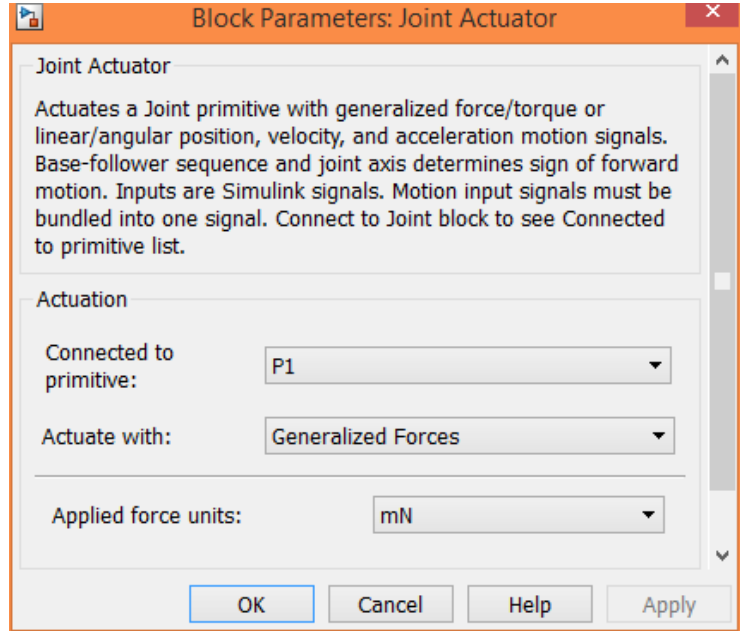 Block Parameters: Joint Actuator
Joint Actuator
Actuates a Joint primitive with generalized force/torque or
linear/angular position, velocity, and acceleration motion signals.
Base-follower sequence and joint axis determines sign of forward
motion. Inputs are Simulink signals. Motion input signals must be
bundled into one signal. Connect to Joint block to see Connected
to primitive list.
Actuation
Connected to
primitive:
P1
Actuate with:
Generalized Forces
Applied force units:
mN
OK Cancel Help Apply